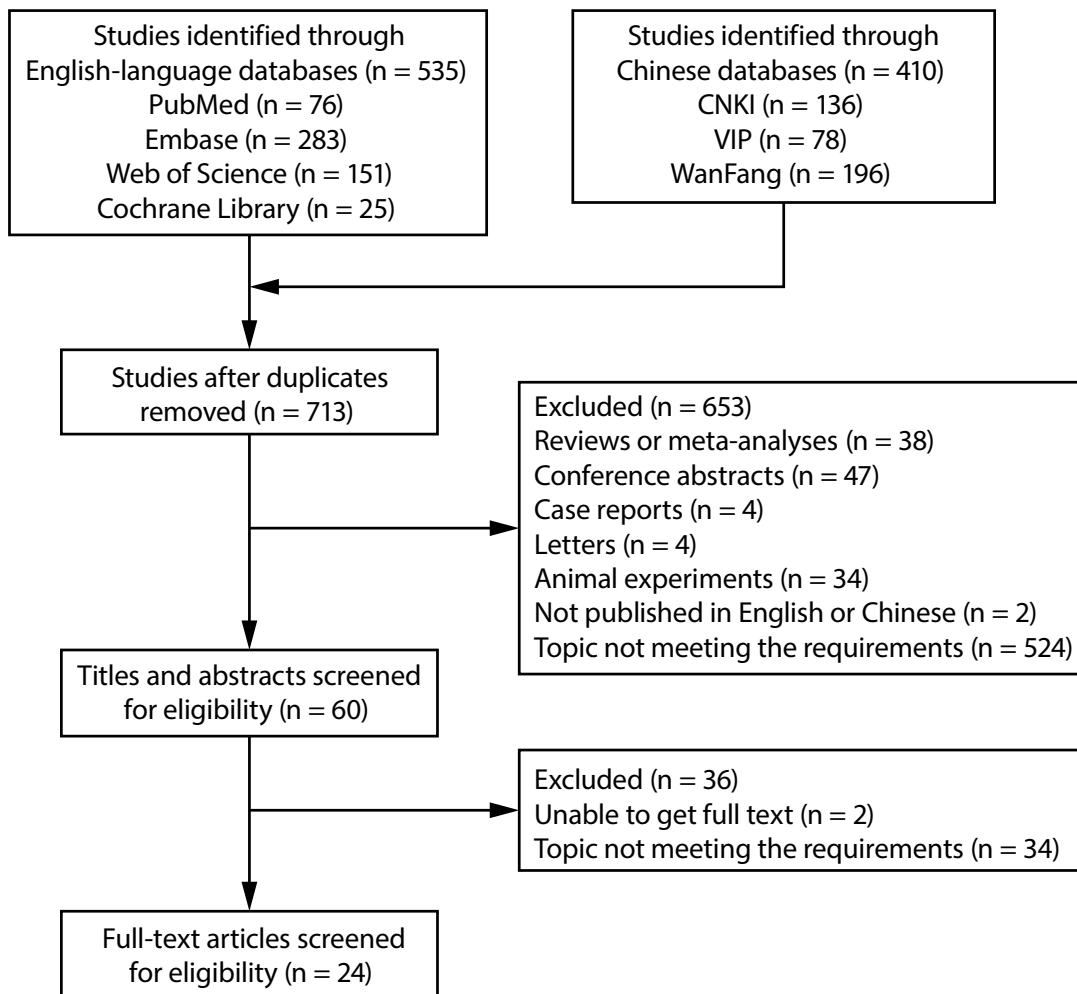 Studies identified through
English-language databases (n = 535)
PubMed (n = 76)
Embase (n = 283)
Web of Science (n = 151)
Cochrane Library (n = 25)
Studies identified through
Chinese databases (n = 410)
CNKI (n = 136)
VIP (n = 78)
WanFang (n = 196)
Studies after duplicates
removed (n = 713)
Excluded (n = 653)
Reviews or meta-analyses (n = 38)
Conference abstracts (n = 47)
Case reports (n = 4)
Letters (n = 4)
Animal experiments (n = 34)
Not published in English or Chinese (n = 2)
Topic not meeting the requirements (n = 524)
Titles and abstracts screened
for eligibility (n = 60)
Excluded (n = 36)
Unable to get full text (n = 2)
Topic not meeting the requirements (n = 34)
Full-text articles screened
for eligibility (n = 24)